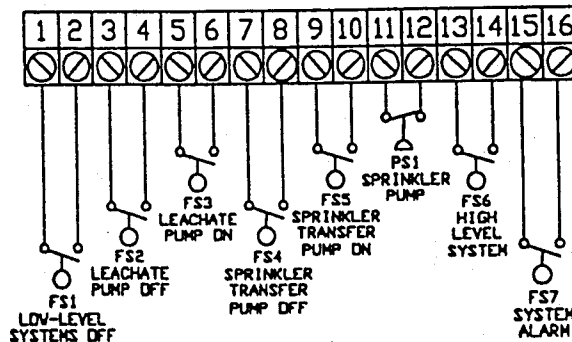 1 2 3 4 5 6 7 8 9 10 11 12 13 14 15 16
FS1
LOW-LEVEL
SYSTEMS OFF
FS2
LEACHATE
PUMP OFF
FS3
LEACHATE
PUMP ON
FS4
SPRINKLER
TRANSFER
PUMP OFF
FS5
SPRINKLER
TRANSFER
PUMP ON
PS1
SPRINKLER
PUMP
FS6
HIGH
LEVEL
SYSTEM
FS7
SYSTEM
ALARM